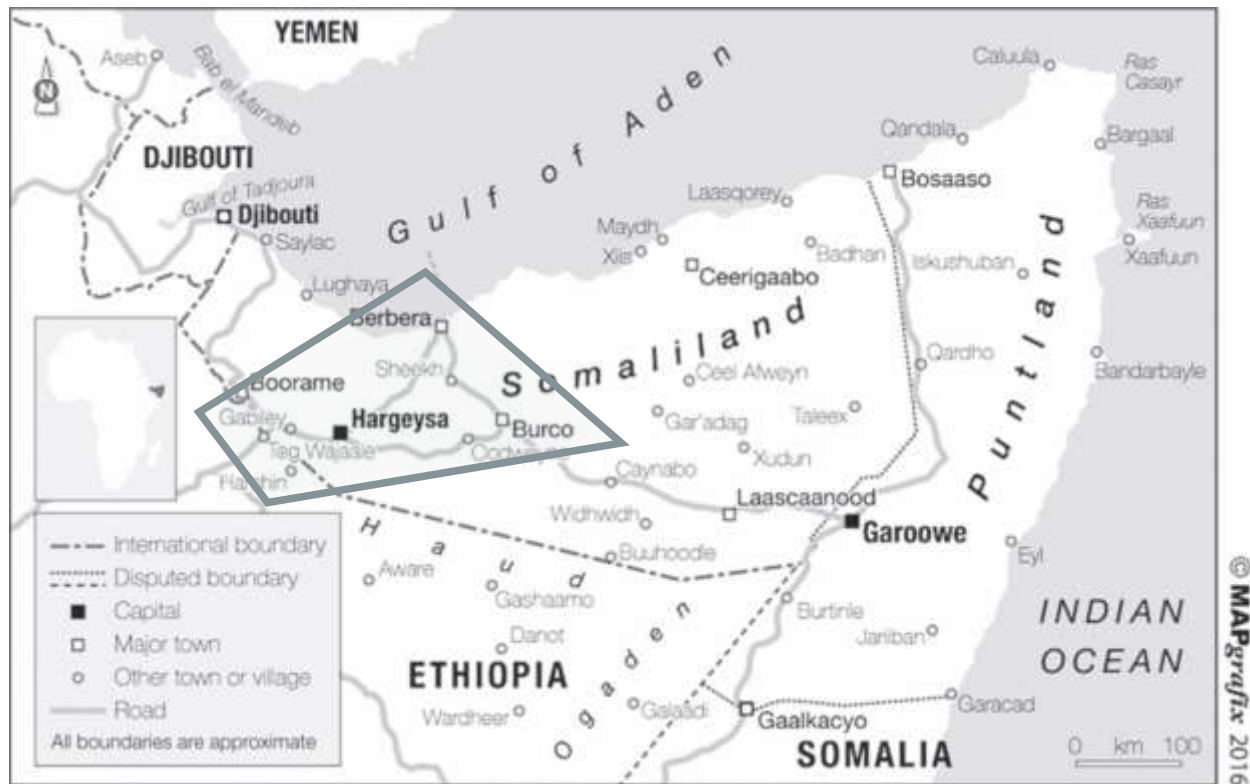 YEMEN
Aseb
Bab el Mandeb
N
DJIBOUTI
Gulf of Tadjoura
Djibouti
Saylac
Lughaya
Gulf of Aden
Caluula
Ras
Casayr
Qandala
Bargaal
Bosaaso
Laasqorey
Ras
Xaafuun
Xaafuun
Maydh
Xiis
Badhan
Iskushuban
Ceerigaabo
Berbera
Somaliland
Puntland
Sheekh
Ceel Afweyn
Qardho
Bandarbayle
Boorame
Gabiley
Hargeysa
Burco
Gar'adag
Taleex
Tog Wajaale
Oodweyne
Xudun
Harshin
Caynabo
Laascaanood
Widhwidh
Garoowe
Haud
Buuhoodle
Eyl
Aware
Gashaamo
Burtinle
Danot
Jariban
INDIAN
OCEAN
ETHIOPIA
Ogaden
Wardheer
Galaadi
Gaalkacyo
Garacad
SOMALIA
International boundary
Disputed boundary
Capital
Major town
Other town or village
Road
All boundaries are approximate
0 km 100
© MAPgrafix 2016